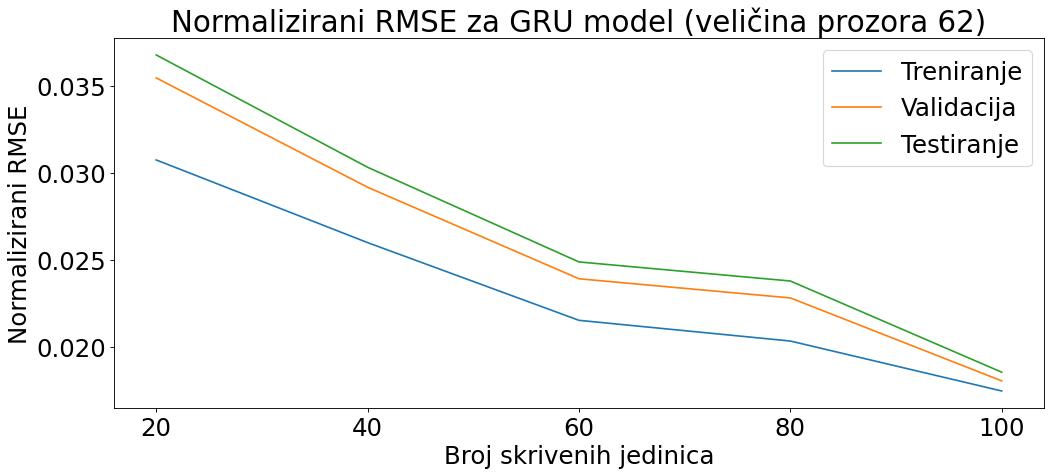 Normalizirani RMSE za GRU model (veličina prozora 62)
Treniranje
Validacija
Testiranje
Normalizirani RMSE
0.035
0.030
0.025
0.020
20 40 60 80 100
Broj skrivenih jedinica